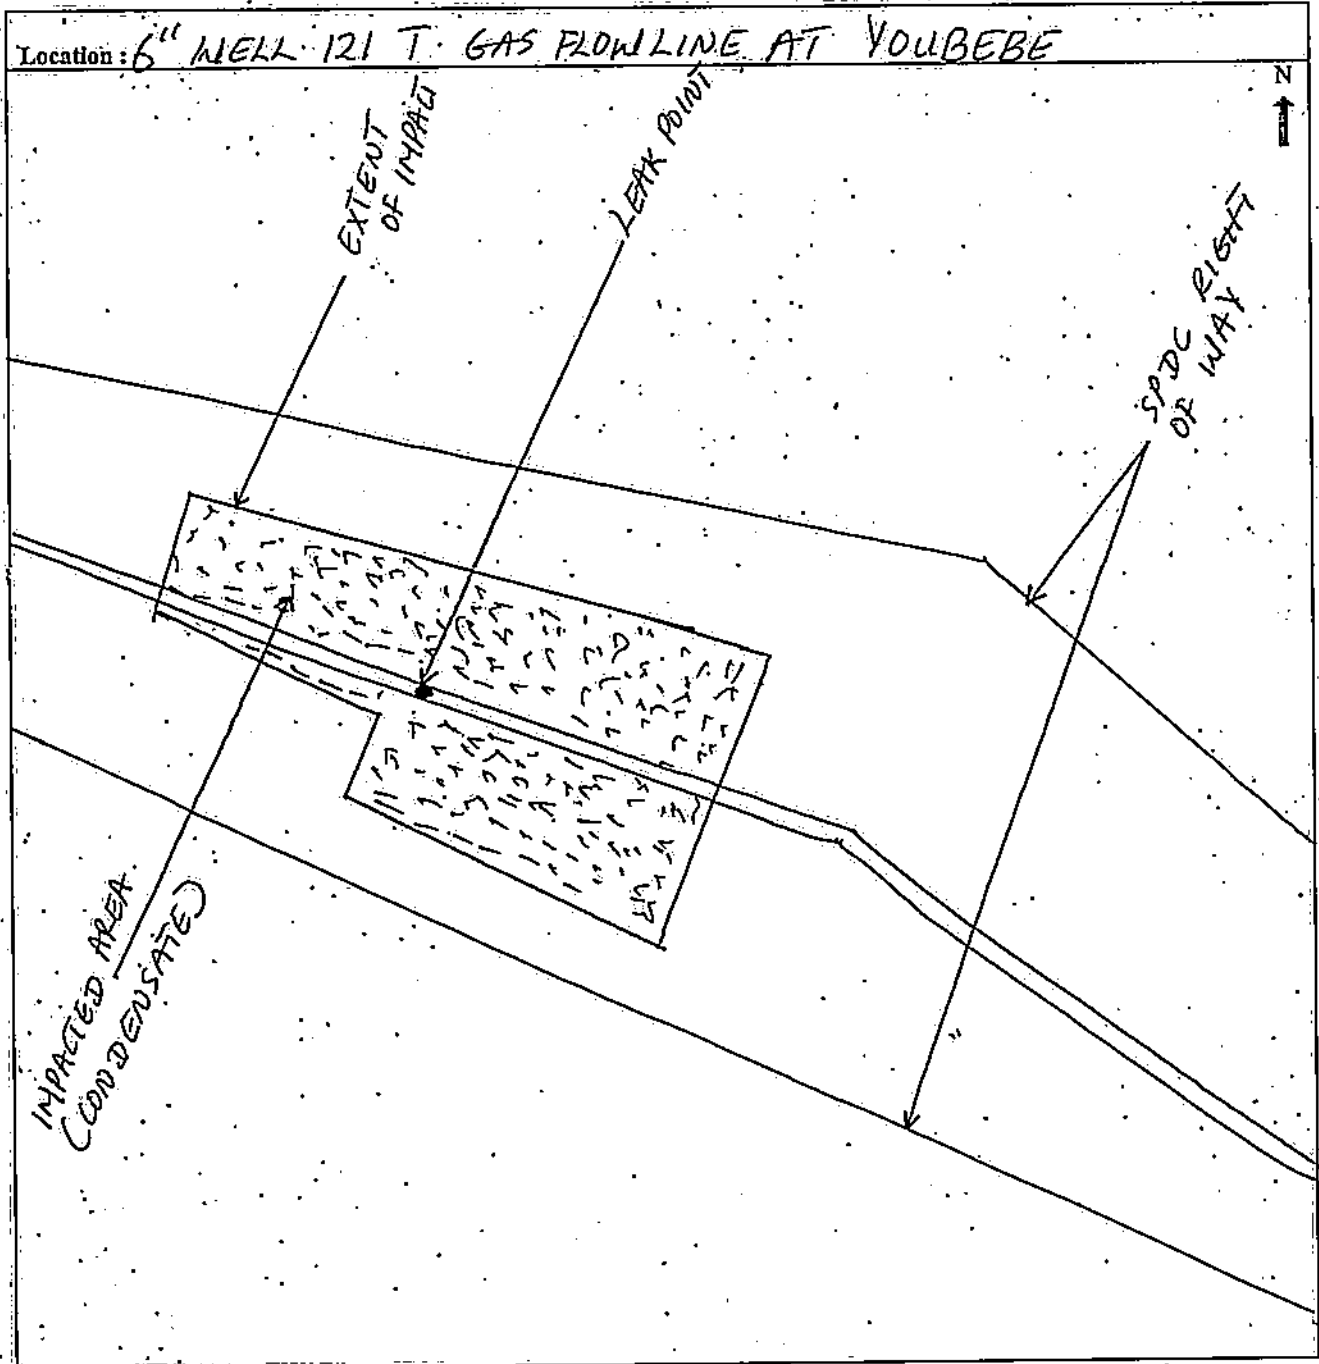 Location : 6" WELL 121 T. GAS FLOWLINE AT YOUBEBE
N
EXTENT
OF IMPACT
LEAK POINT
SPDC RIGHT
OF WAY
IMPACTED AREA.
(CONDENSATE)